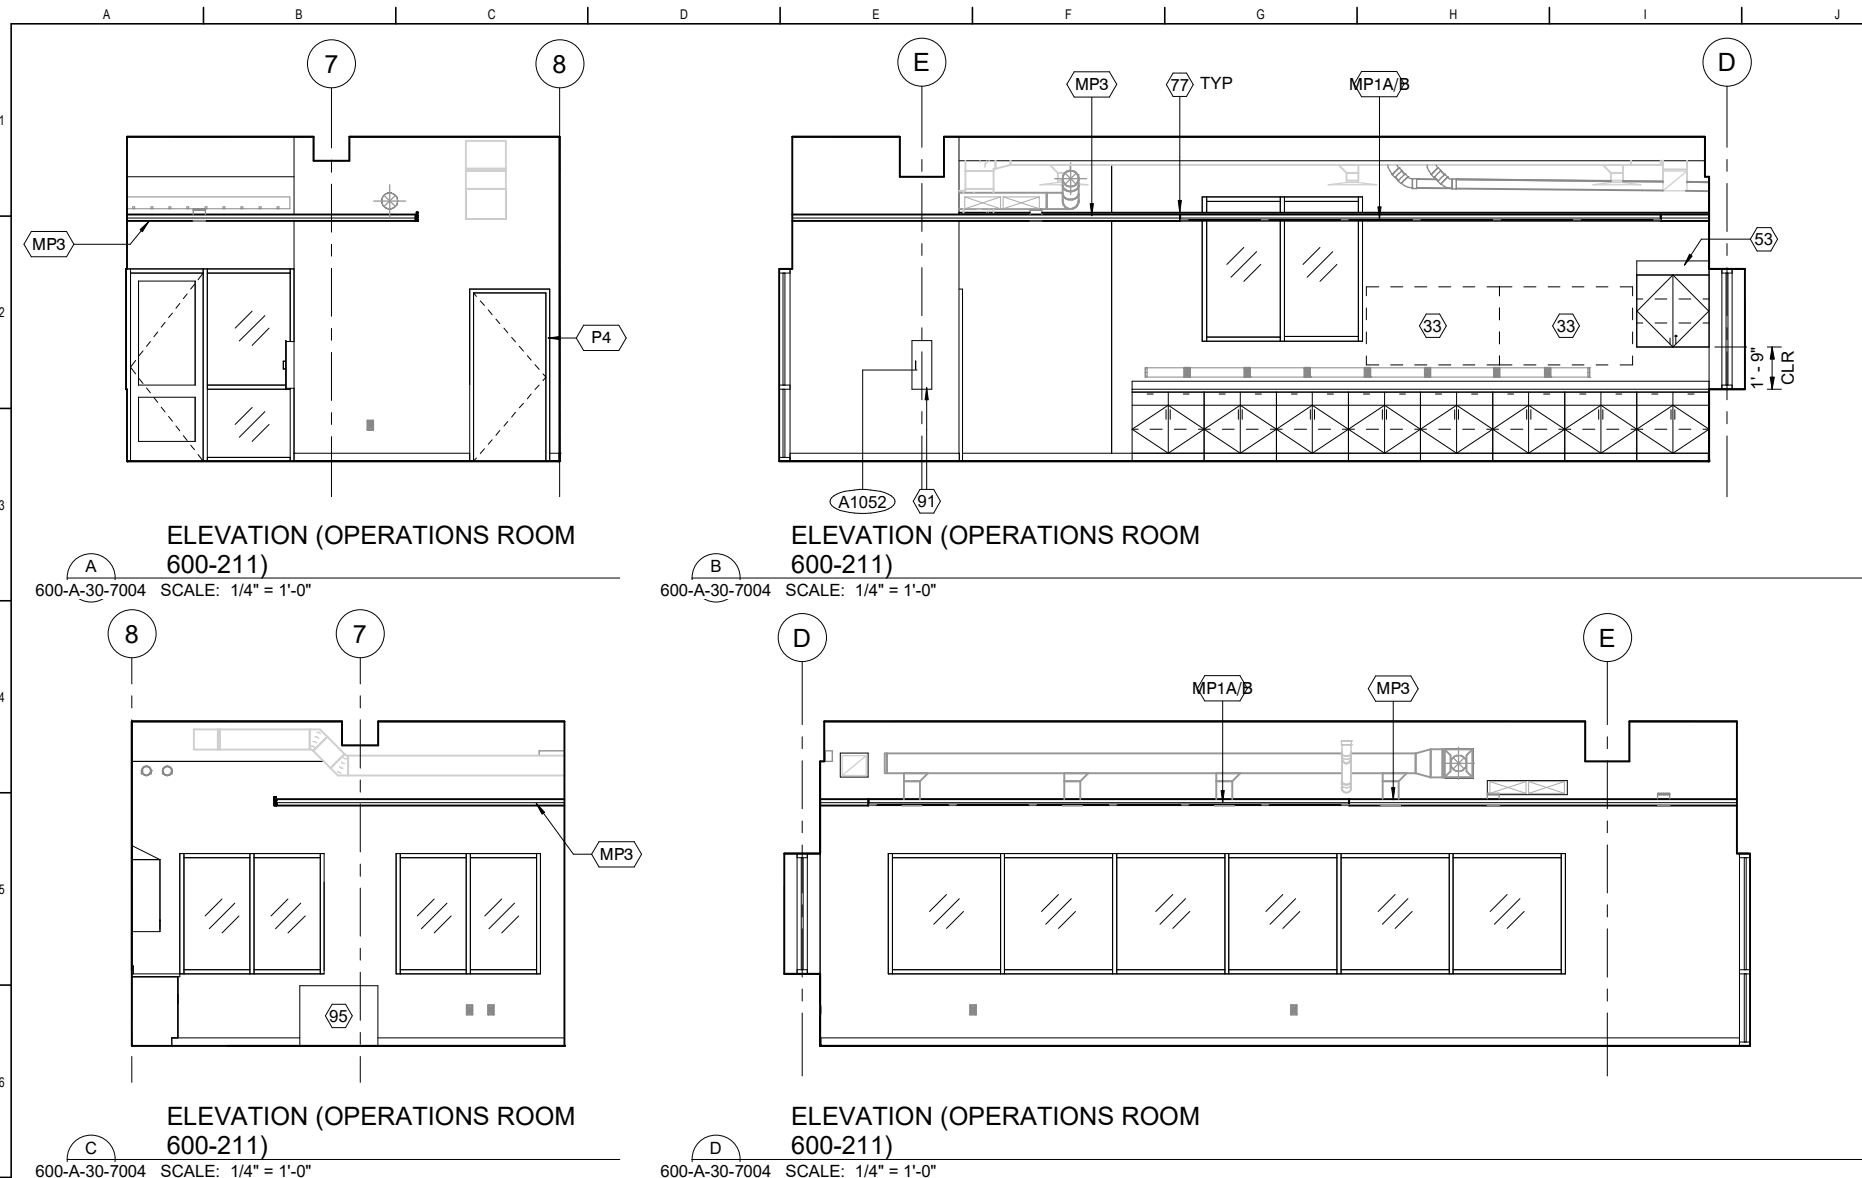 A B C D E F G H I J
1
2
3
4
5
6
7
8
MP3
P4
ELEVATION (OPERATIONS ROOM
600-211)
A
600-A-30-7004 SCALE: 1/4" = 1'-0"
E
D
MP3
77 TYP
MP1A/B
53
33
33
1' - 9"
CLR
A1052
91
ELEVATION (OPERATIONS ROOM
600-211)
B
600-A-30-7004 SCALE: 1/4" = 1'-0"
8
7
MP3
95
ELEVATION (OPERATIONS ROOM
600-211)
C
600-A-30-7004 SCALE: 1/4" = 1'-0"
D
E
MP1A/B
MP3
ELEVATION (OPERATIONS ROOM
600-211)
D
600-A-30-7004 SCALE: 1/4" = 1'-0"